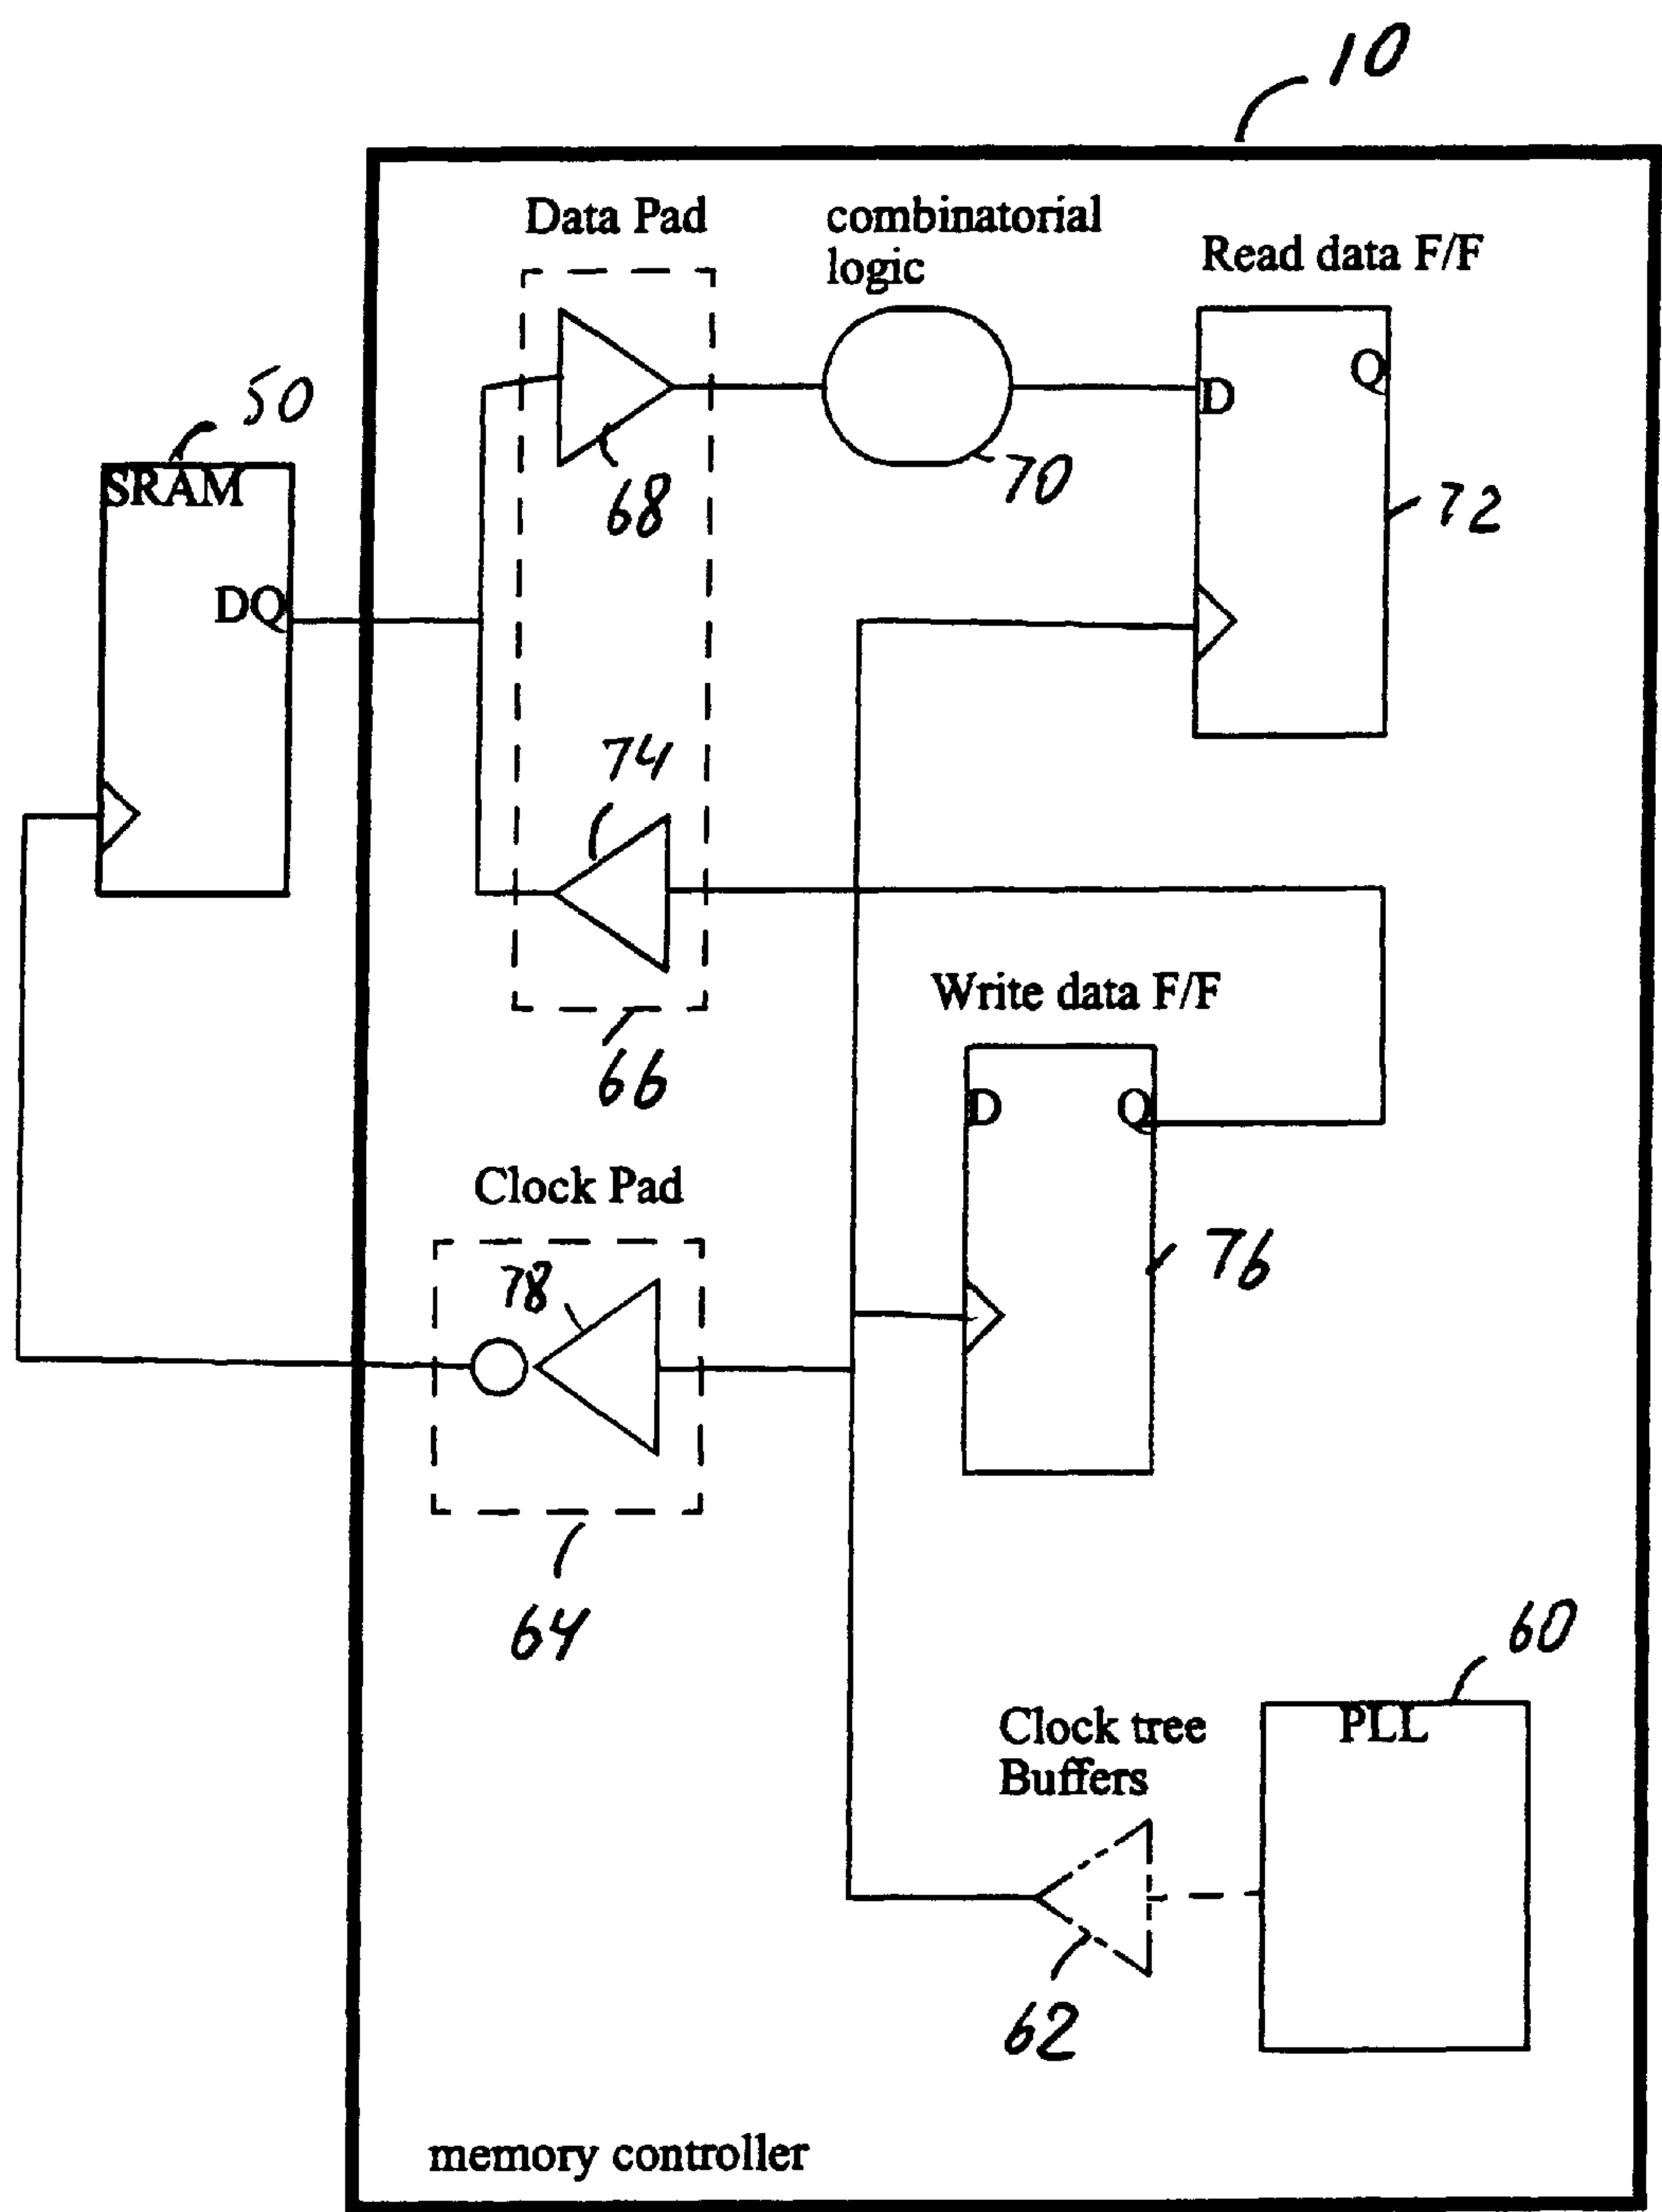 10
Data Pad
combinatorial
logic
Read data F/F
50
SRAM
DQ
68
70
D
Q
72
74
66
Write data F/F
D
Q
76
Clock Pad
78
64
60
Clock tree
Buffers
PLL
62
memory controller